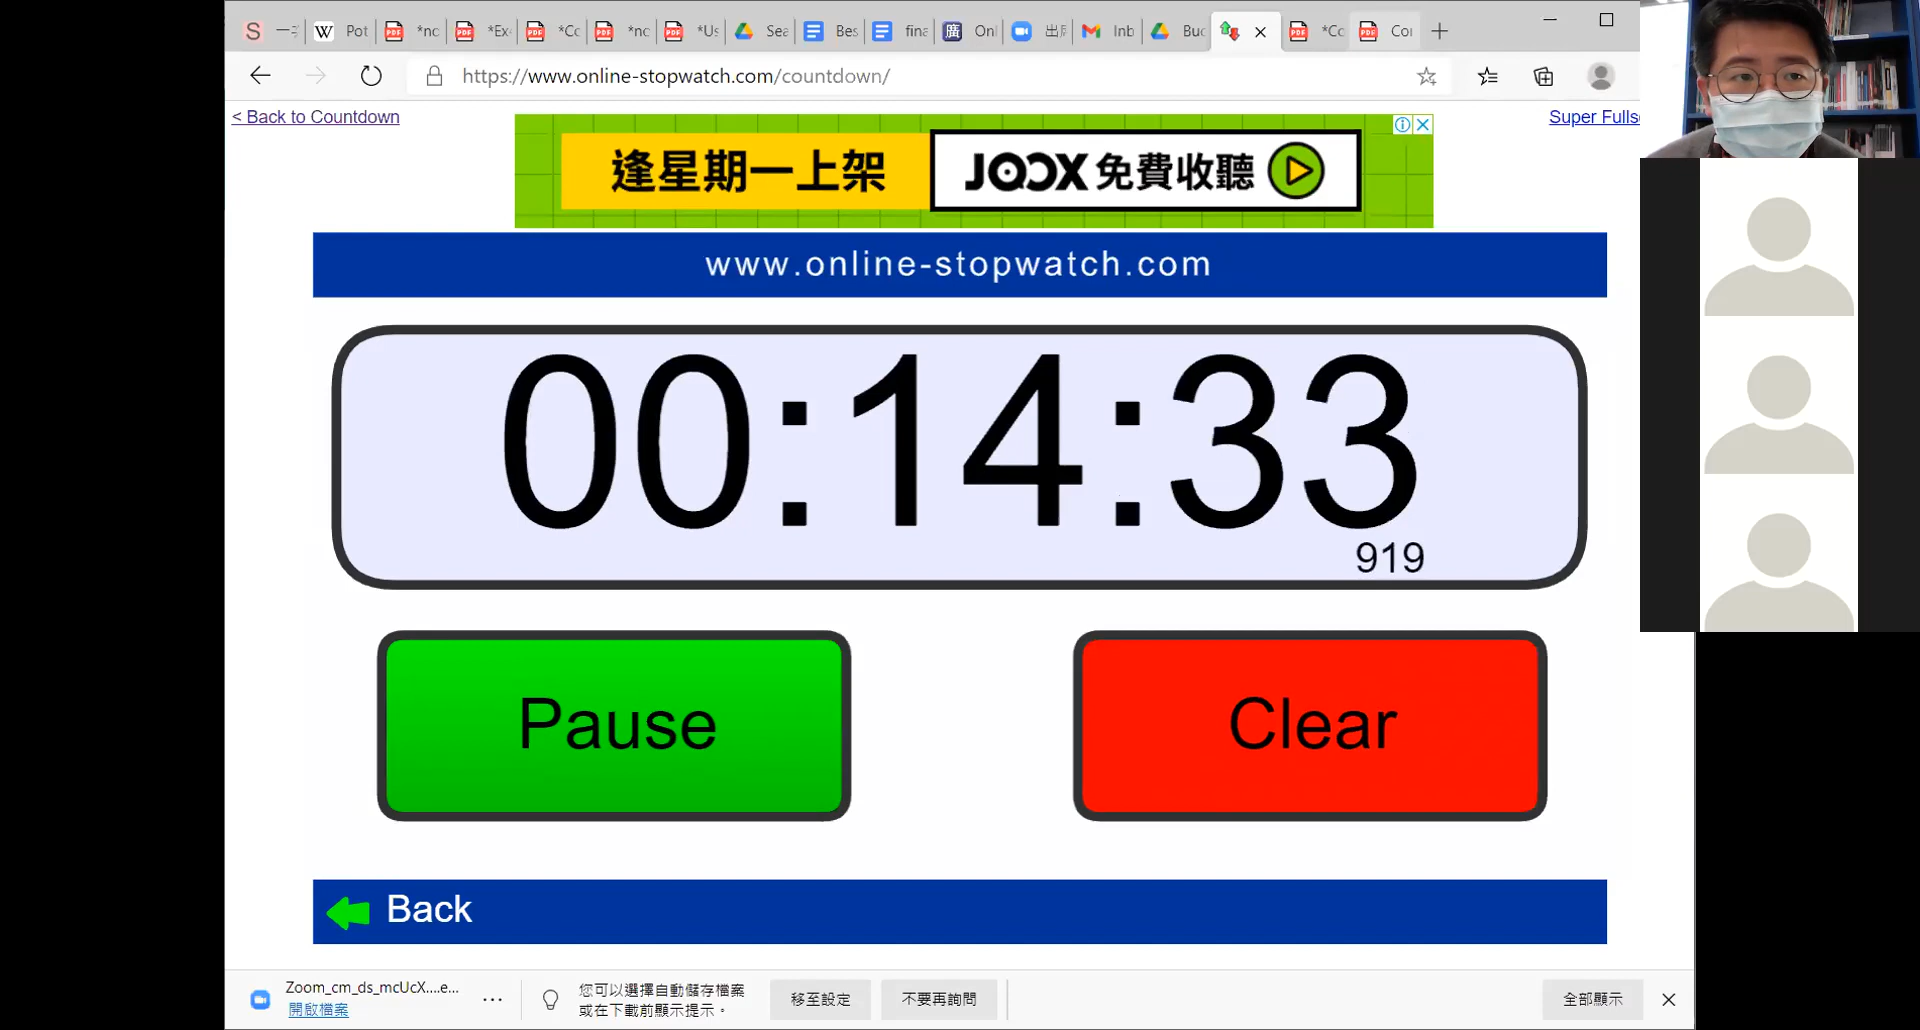 一 Pot *nc *Ex *Cc *nc *Us Sea Bes fina Onl 出 Inb Buc *Cc Co
https://www.online-stopwatch.com/countdown/
< Back to Countdown
Super Fulls
逢星期一上架 JOOX 免費收聽
www.online-stopwatch.com
00:14:33
919
Pause
Clear
Back
Zoom_cm_ds_mcUcX....e...
開啟檔案
您可以選擇自動儲存檔案
或在下載前顯示提示。
移至設定
不要再詢問
全部顯示